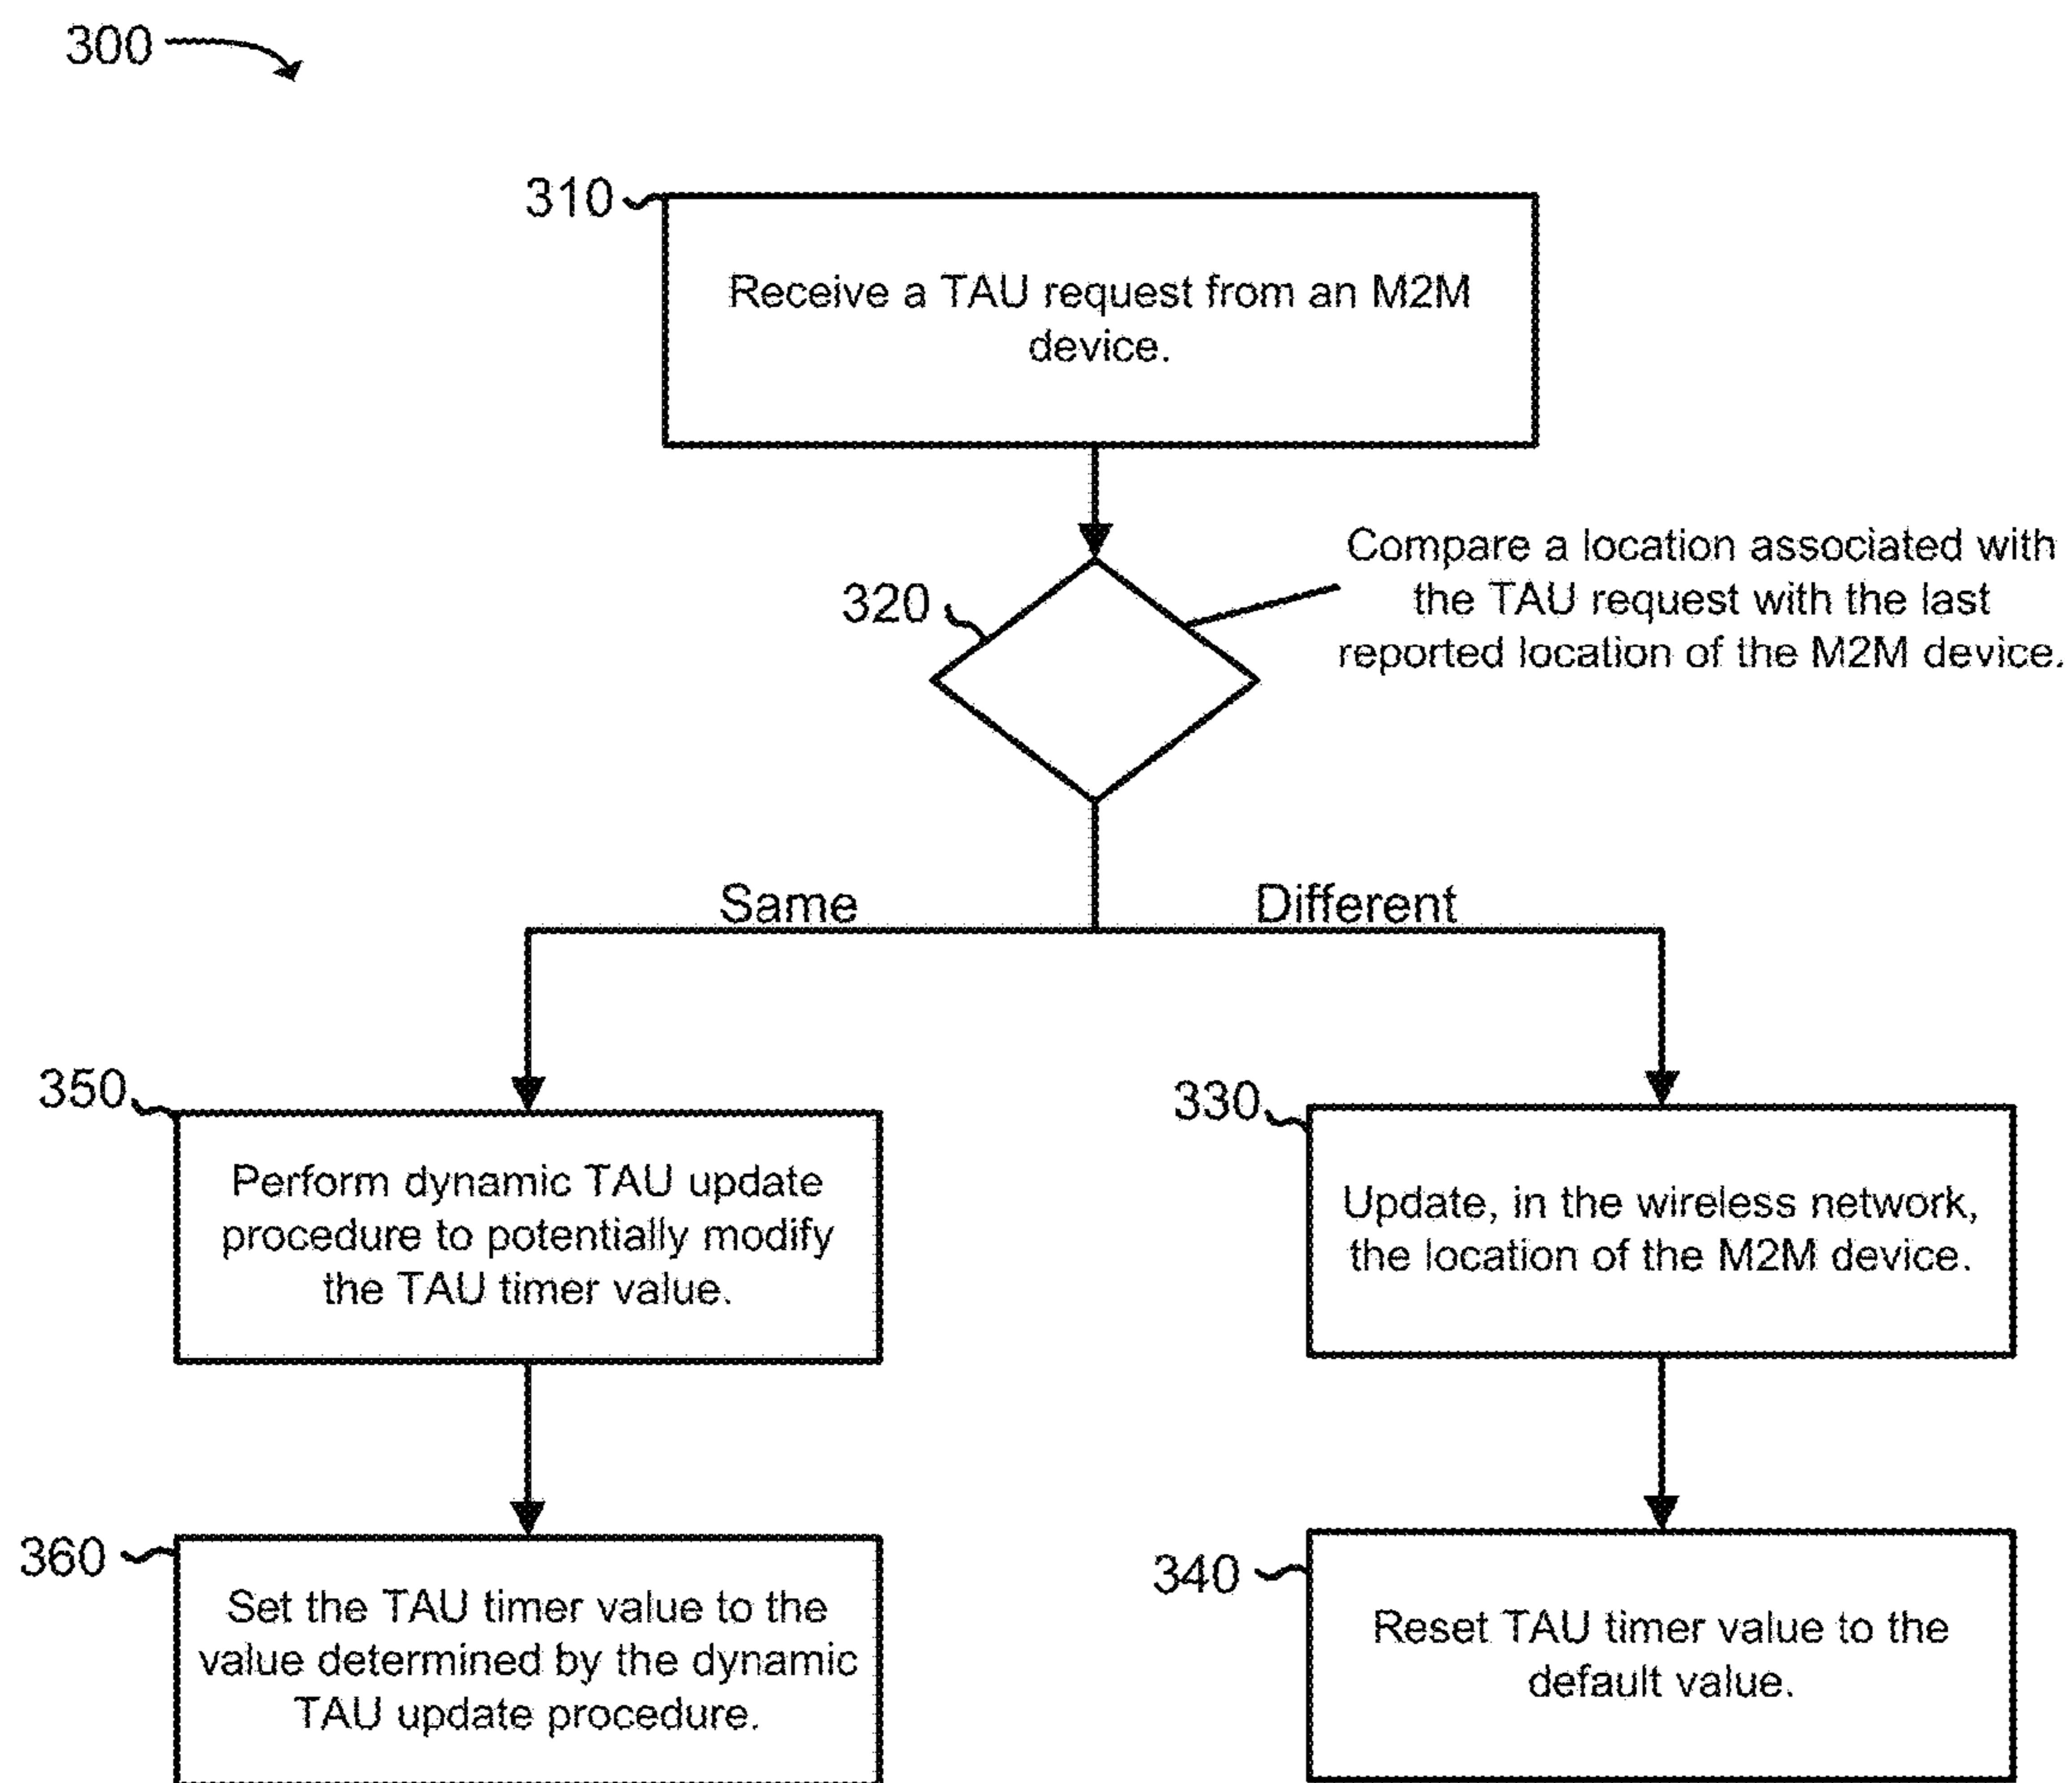 300
310
Receive a TAU request from an M2M
device.
320
Compare a location associated with
the TAU request with the last
reported location of the M2M device.
Same
Different
350
Perform dynamic TAU update
procedure to potentially modify
the TAU timer value.
330
Update, in the wireless network,
the location of the M2M device.
360
Set the TAU timer value to the
value determined by the dynamic
TAU update procedure.
340
Reset TAU timer value to the
default value.